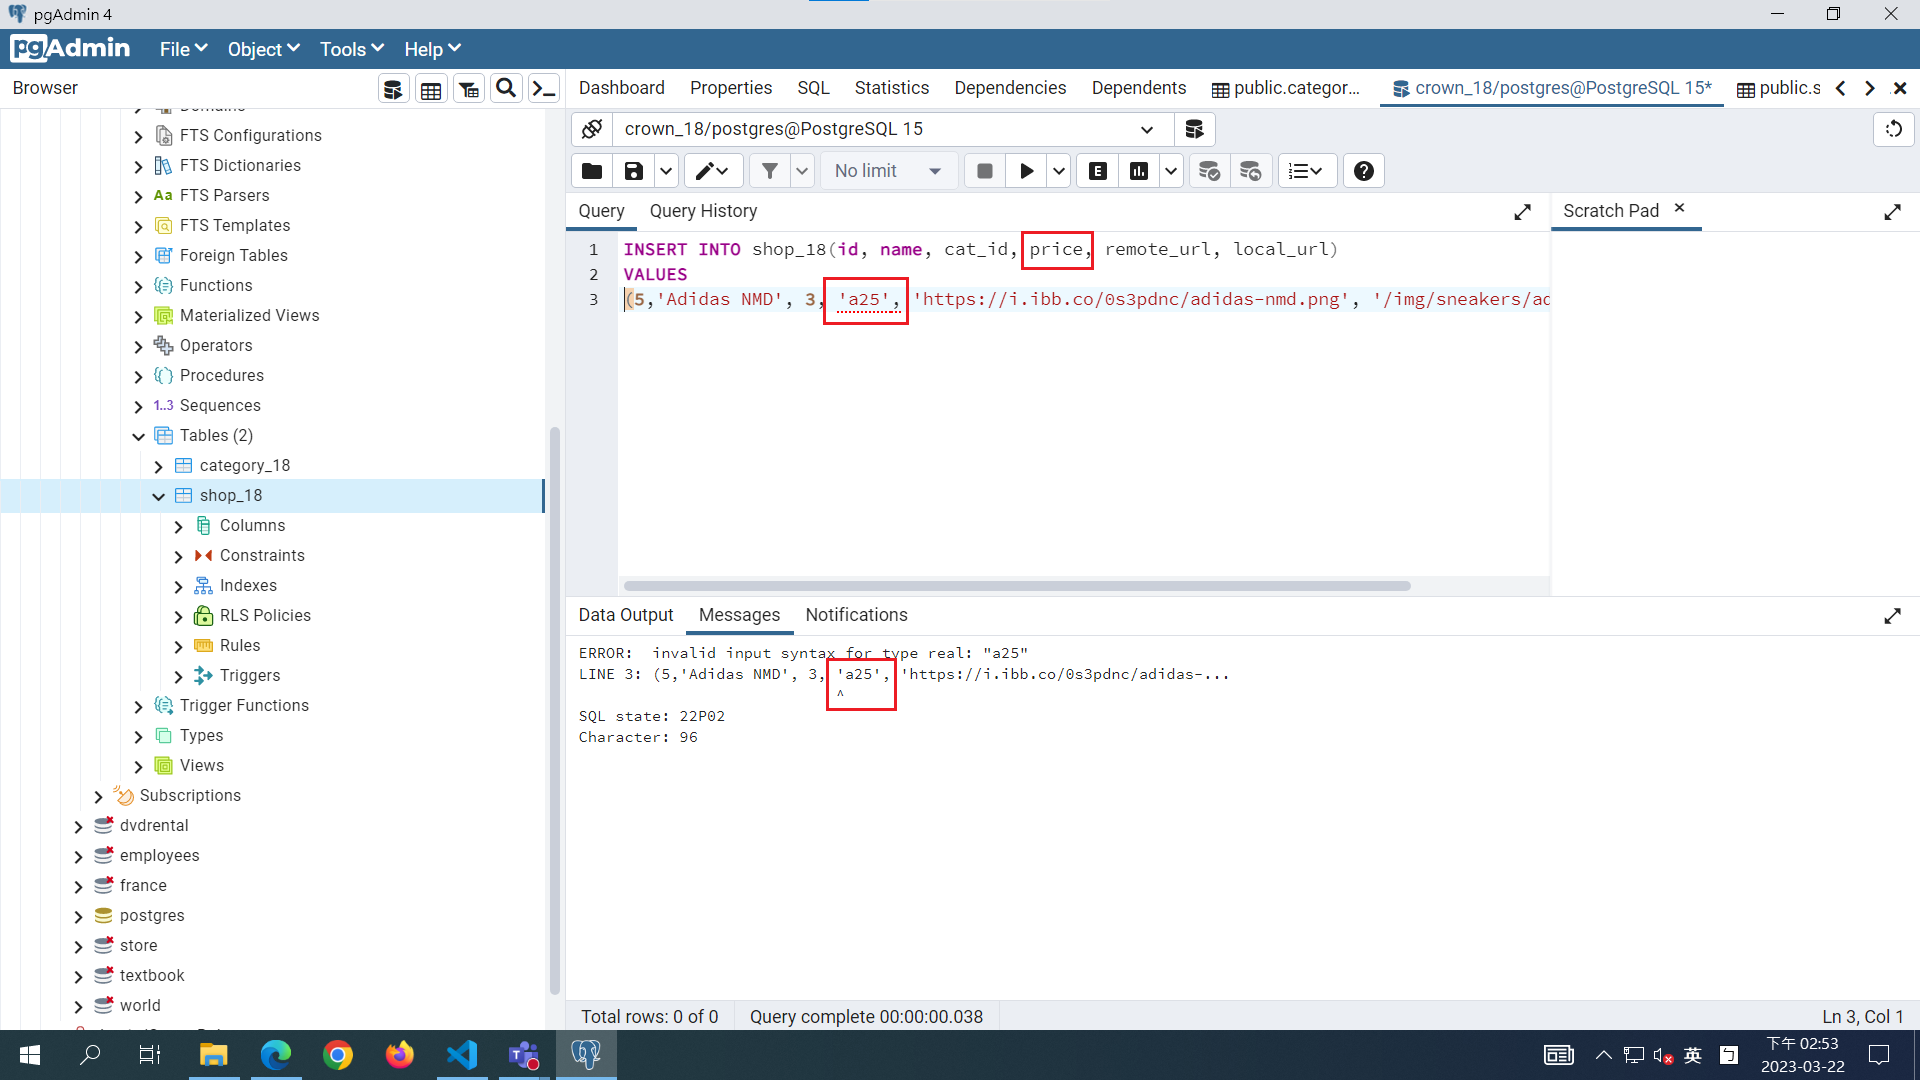 pgAdmin 4
pgAdmin File Object Tools Help
Browser
Dashboard Properties SQL Statistics Dependencies Dependents public.categor... crown_18/postgres@PostgreSQL 15* public.s
crown_18/postgres@PostgreSQL 15
No limit
E
Query Query History
Scratch Pad
1 INSERT INTO shop_18(id, name, cat_id, price, remote_url, local_url)
2 VALUES
3 (5,'Adidas NMD', 3, 'a25', 'https://i.ibb.co/0s3pdnc/adidas-nmd.png', '/img/sneakers/ad
Domains
FTS Configurations
FTS Dictionaries
Aa FTS Parsers
FTS Templates
Foreign Tables
Functions
Materialized Views
Operators
Procedures
1..3 Sequences
Tables (2)
category_18
shop_18
Columns
Constraints
Indexes
RLS Policies
Rules
Triggers
Trigger Functions
Types
Views
Subscriptions
dvdrental
employees
france
postgres
store
textbook
world
Data Output Messages Notifications
ERROR:  invalid input syntax for type real: "a25"
LINE 3: (5,'Adidas NMD', 3, 'a25', 'https://i.ibb.co/0s3pdnc/adidas-...
^
SQL state: 22P02
Character: 96
Total rows: 0 of 0 Query complete 00:00:00.038 Ln 3, Col 1
英 ㄅ 下午 02:53
2023-03-22